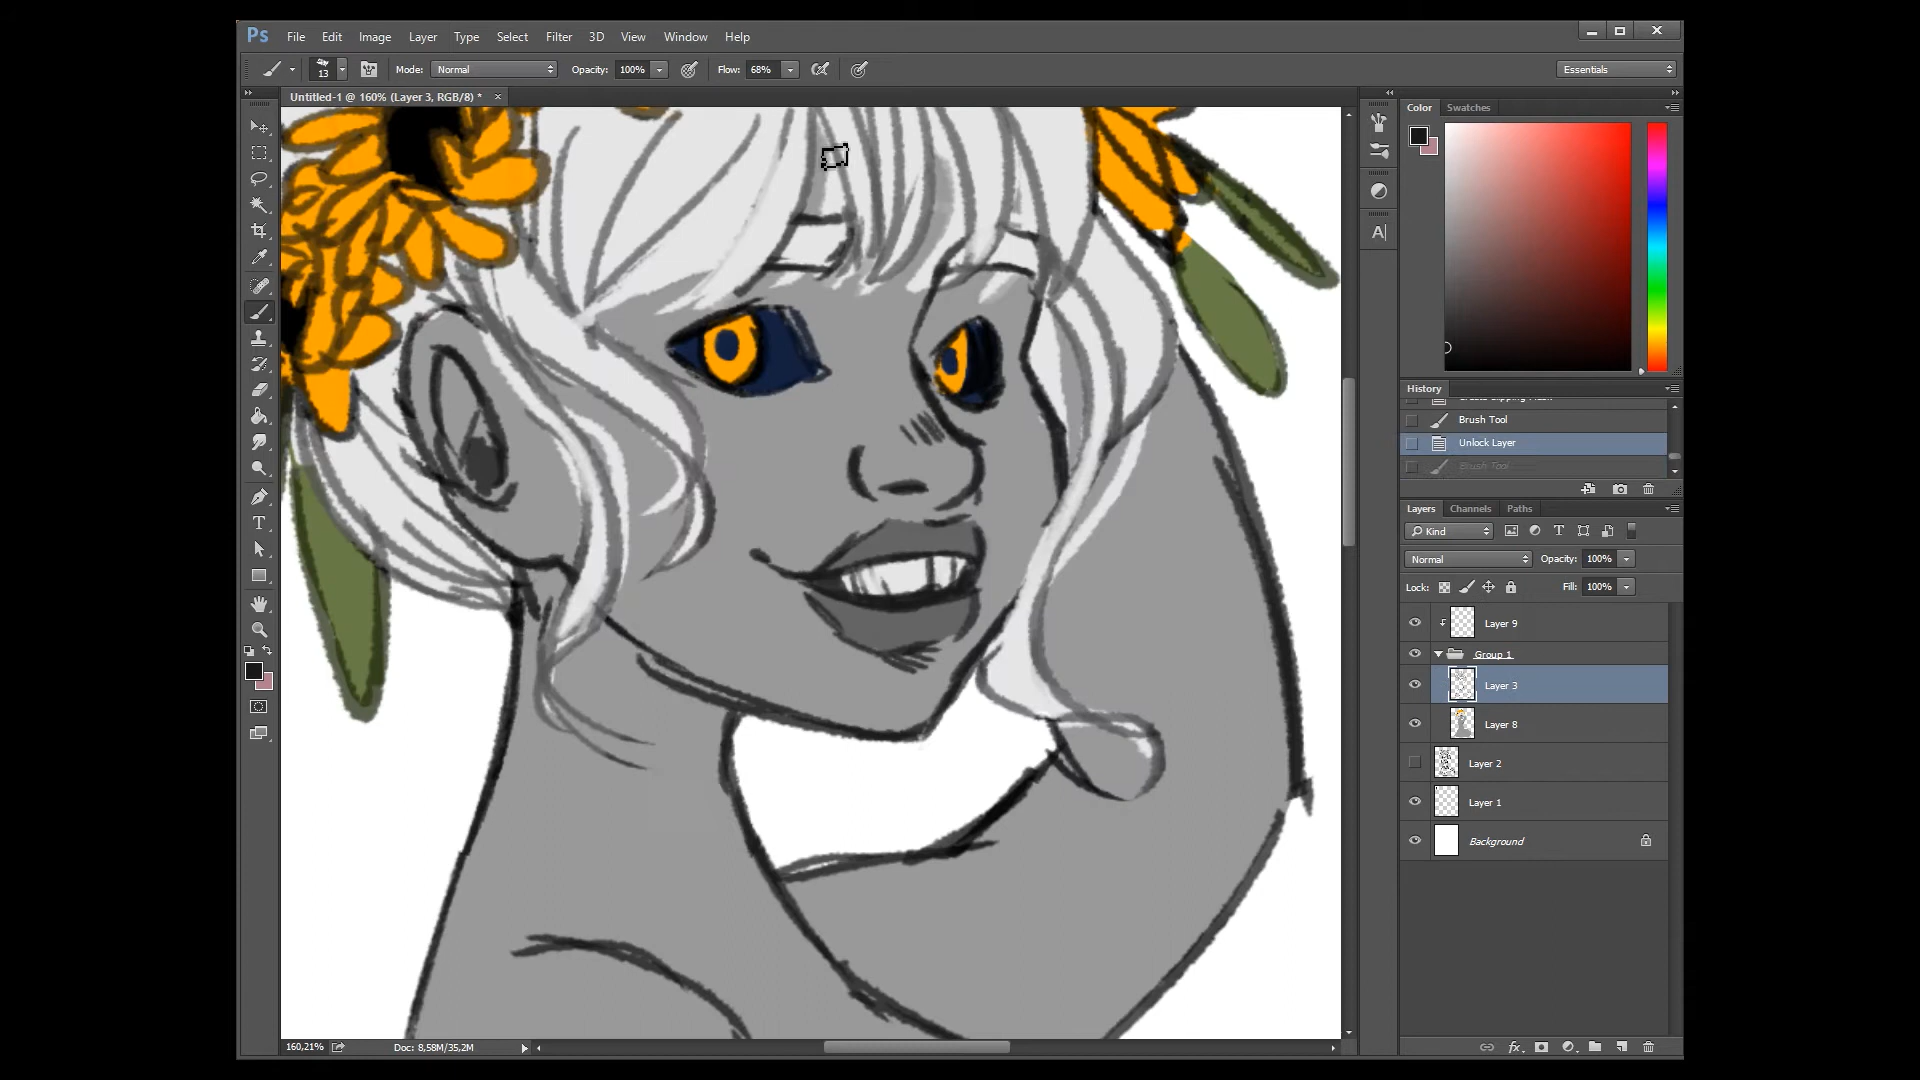 Ps File Edit Image Layer Type Select Filter 3D View Window Help
13 Mode: Normal Opacity: 100% Flow: 68% Essentials
Untitled-1 @ 160% (Layer 3, RGB/8) *
Color Swatches
A
History
Brush Tool
Unlock Layer
Brush Tool
Layers Channels Paths
Kind
Normal Opacity: 100%
Lock: Fill: 100%
Layer 9
Group 1
Layer 3
Layer 8
Layer 2
Layer 1
Background
160,21% Doc: 8,58M/35,2M
fx